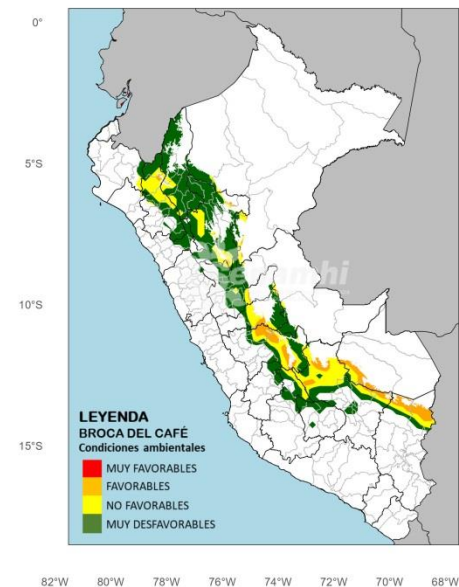 0°
5°S
10°S
15°S
senamhi
LEYENDA
BROCA DEL CAFÉ
Condiciones ambientales
MUY FAVORABLES
FAVORABLES
NO FAVORABLES
MUY DESFAVORABLES
82°W 80°W 78°W 76°W 74°W 72°W 70°W 68°W